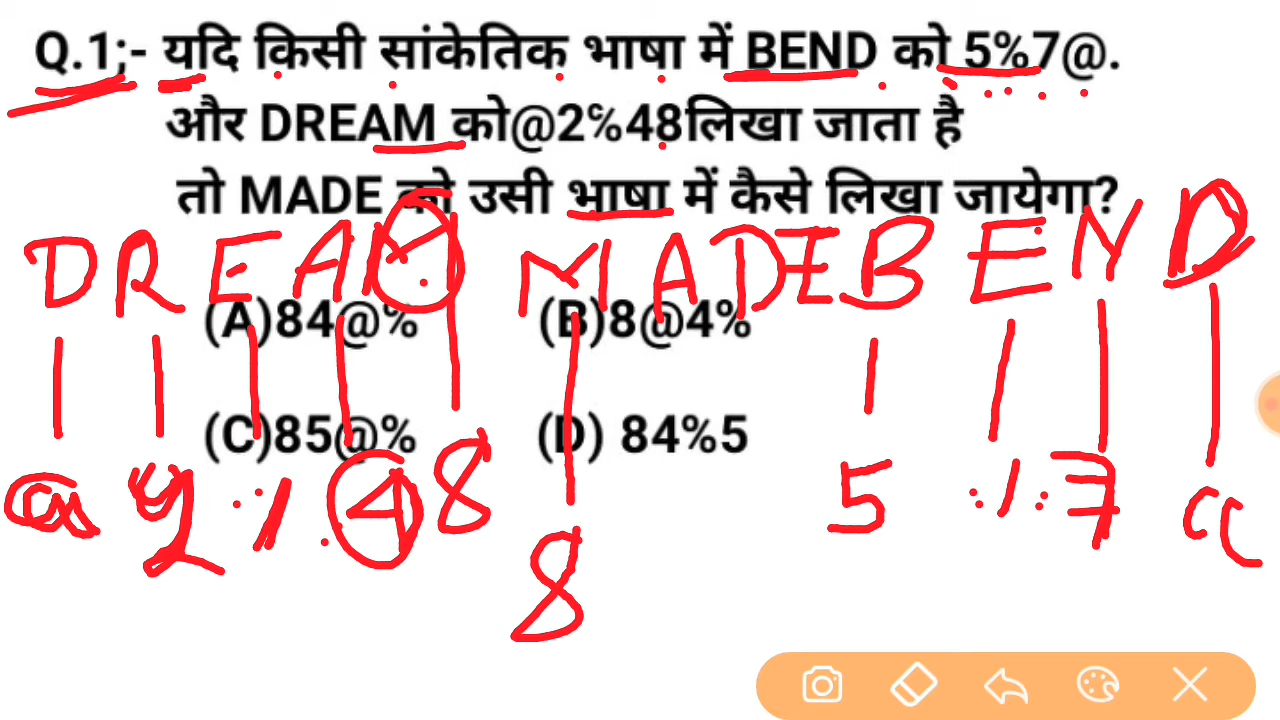 Q.1;- यदि किसी सांकेतिक भाषा में BEND को 5%7@.
और DREAM को@2%48लिखा जाता है
तो MADE को उसी भाषा में कैसे लिखा जायेगा?
DREAM MADE BEND
(A)84@% (B)8@4%
(C)85@% (D) 84%5
@ 2 % 4 8 5 % 7 @
8